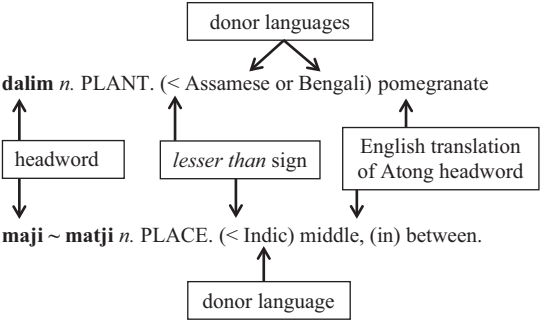 donor languages
dalim n. PLANT. (< Assamese or Bengali) pomegranate
headword
lesser than sign
English translation
of Atong headword
maji ~ matji n. PLACE. (< Indic) middle, (in) between.
donor language